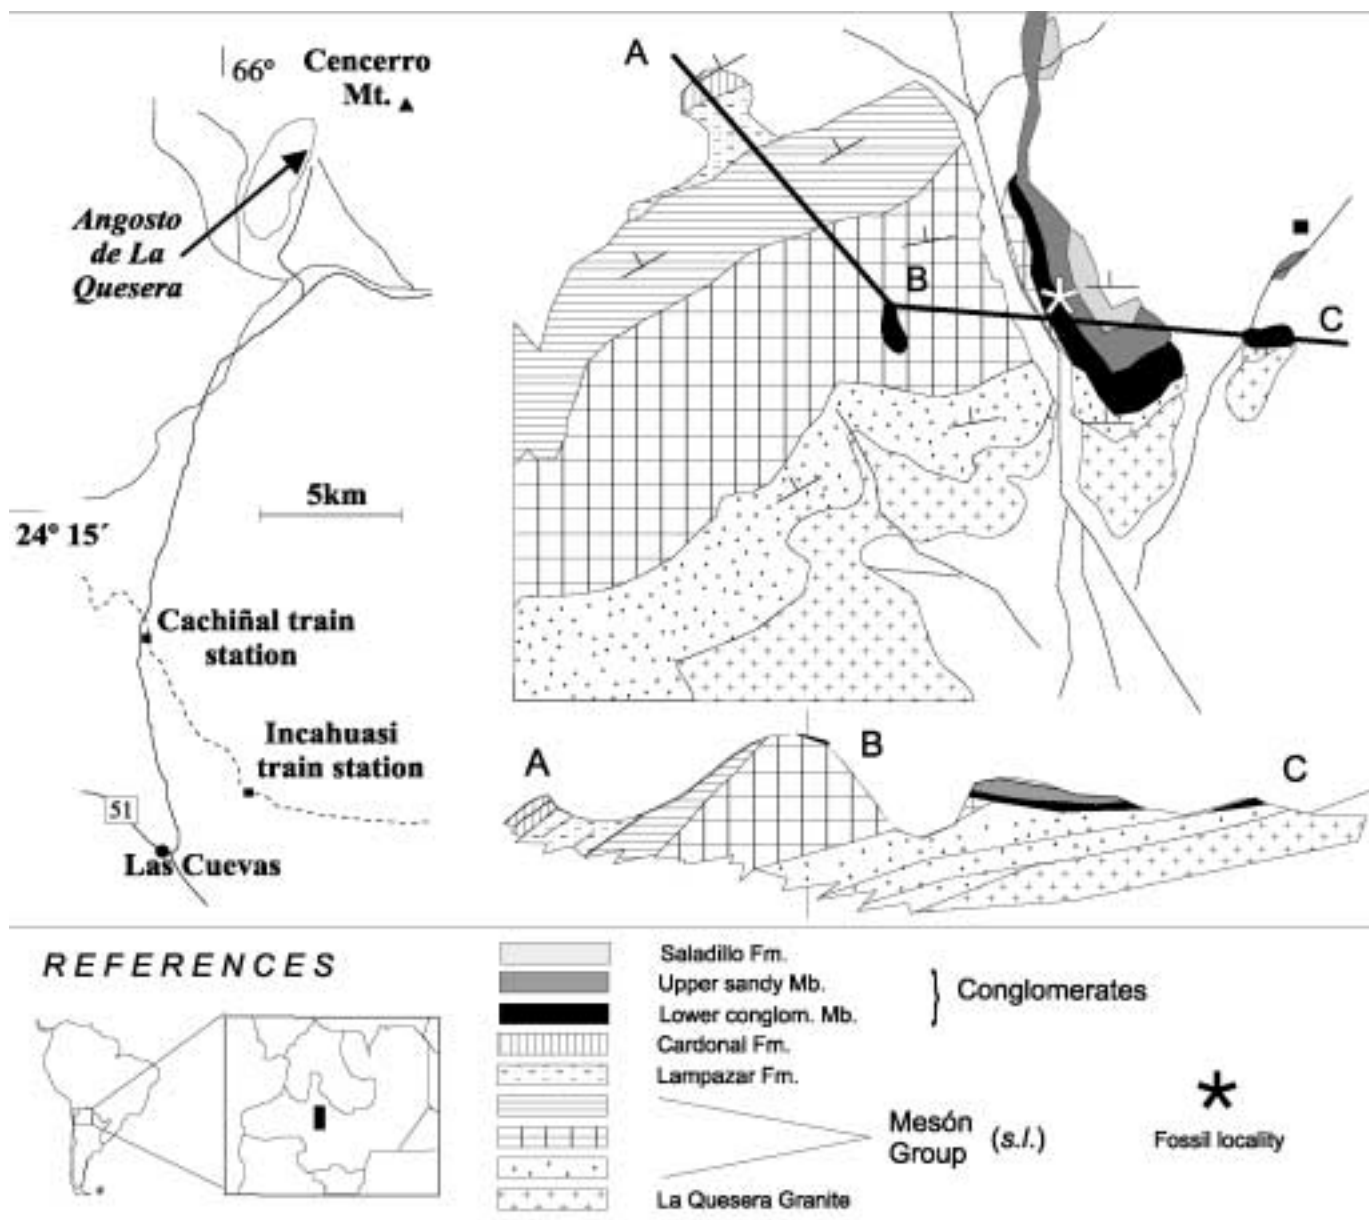 66°
Cencerro
Mt.
Angosto
de La
Quesera
5km
24° 15´
Cachiñal train
station
Incahuasi
train station
51
Las Cuevas
A
B
C
A
B
C
REFERENCES
Saladillo Fm.
Upper sandy Mb.
Lower conglom. Mb.
Conglomerates
Cardonal Fm.
Lampazar Fm.
Mesón
Group (s.l.)
La Quesera Granite
Fossil locality